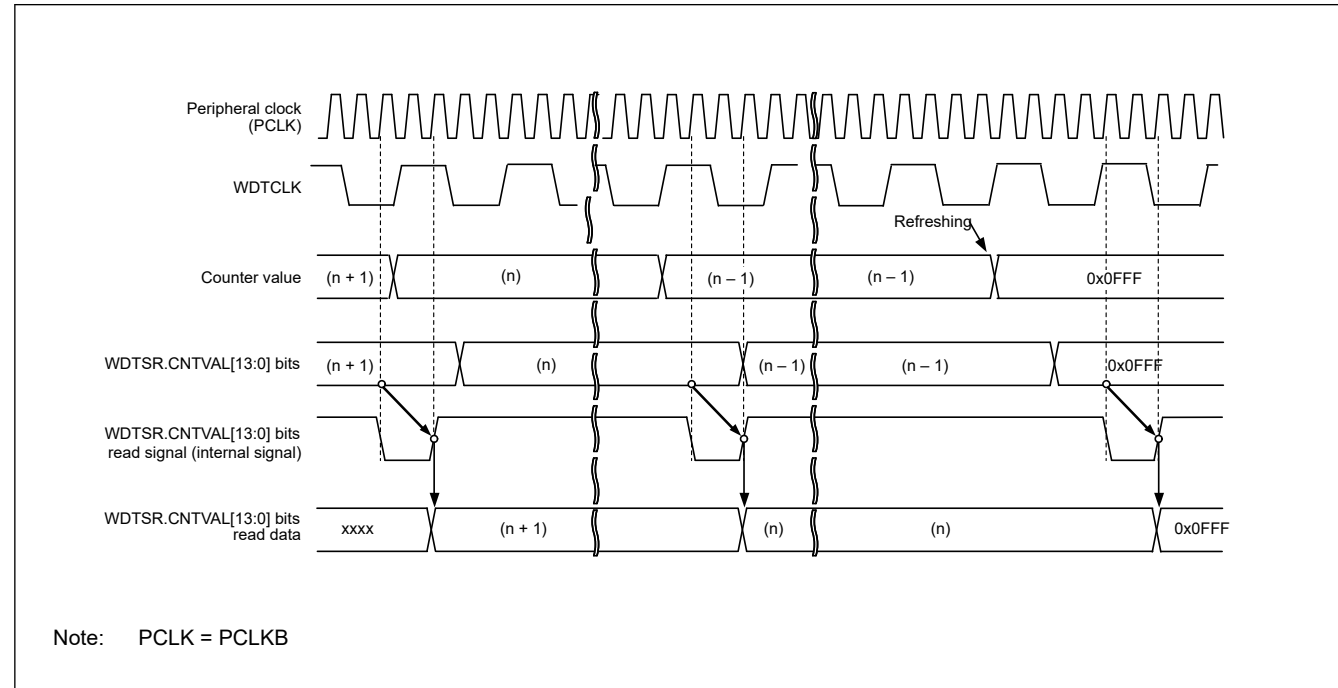 Peripheral clock
(PCLK)
WDTCLK
Refreshing
Counter value
(n + 1)
(n)
(n – 1)
(n – 1)
0x0FFF
WDTSR.CNTVAL[13:0] bits
(n + 1)
(n)
(n – 1)
(n – 1)
0x0FFF
WDTSR.CNTVAL[13:0] bits
read signal (internal signal)
WDTSR.CNTVAL[13:0] bits
read data
xxxx
(n + 1)
(n)
(n)
0x0FFF
Note: PCLK = PCLKB